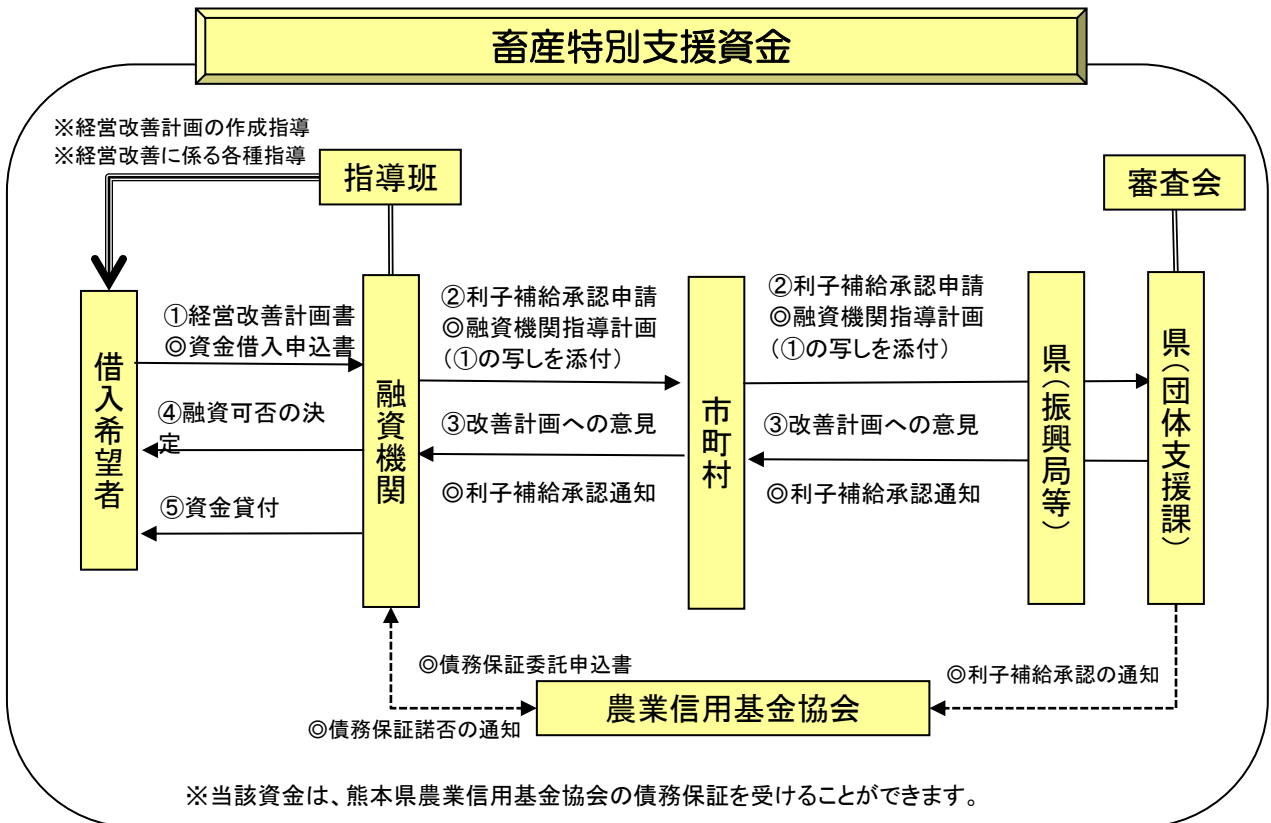 畜産特別支援資金
※経営改善計画の作成指導
※経営改善に係る各種指導
指導班
審査会
借入希望者
①経営改善計画書
◎資金借入申込書
④融資可否の決
定
⑤資金貸付
融資機関
②利子補給承認申請
◎融資機関指導計画
(①の写しを添付)
③改善計画への意見
◎利子補給承認通知
市町村
②利子補給承認申請
◎融資機関指導計画
(①の写しを添付)
③改善計画への意見
◎利子補給承認通知
県(振興局等)
県(団体支援課)
◎債務保証委託申込書
◎債務保証諾否の通知
農業信用基金協会
◎利子補給承認の通知
※当該資金は、熊本県農業信用基金協会の債務保証を受けることができます。